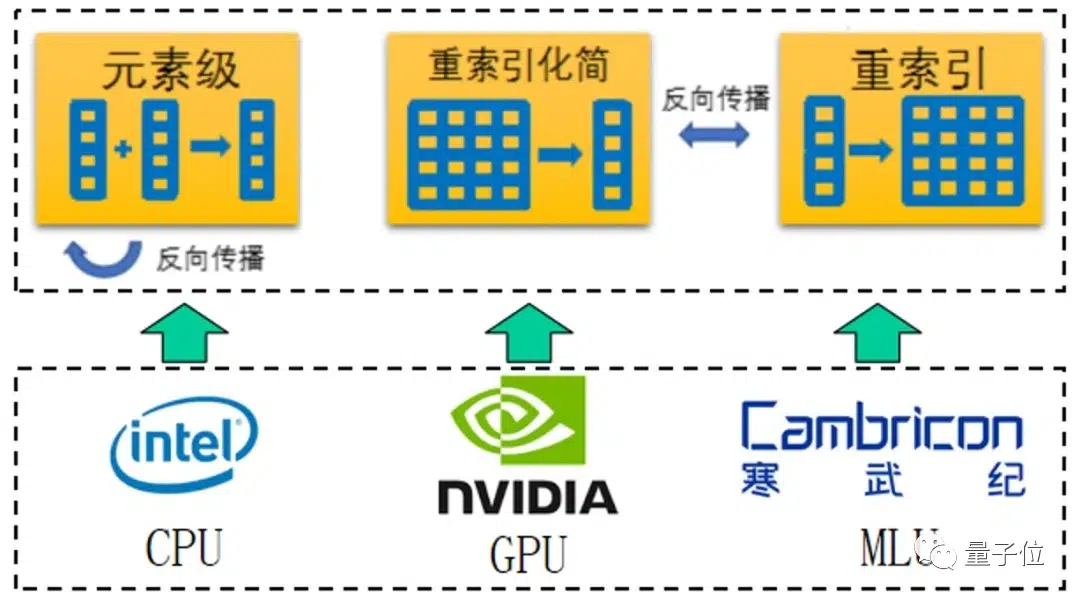 元素级
重索引化简
重索引
反向传播
反向传播
intel
NVIDIA
Cambricon
寒武纪
CPU
GPU
MLU
量子位